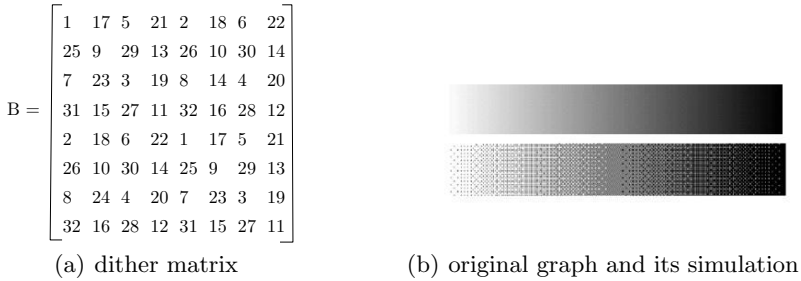 1 17 5 21 2 18 6 22
25 9 29 13 26 10 30 14
7 23 3 19 8 14 4 20
B = 31 15 27 11 32 16 28 12
2 18 6 22 1 17 5 21
26 10 30 14 25 9 29 13
8 24 4 20 7 23 3 19
32 16 28 12 31 15 27 11
(a) dither matrix
(b) original graph and its simulation